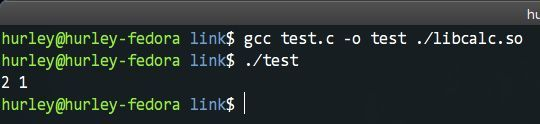 hu
hurley@hurley-fedora link$ gcc test.c -o test ./libcalc.so
hurley@hurley-fedora link$ ./test
2 1
hurley@hurley-fedora link$